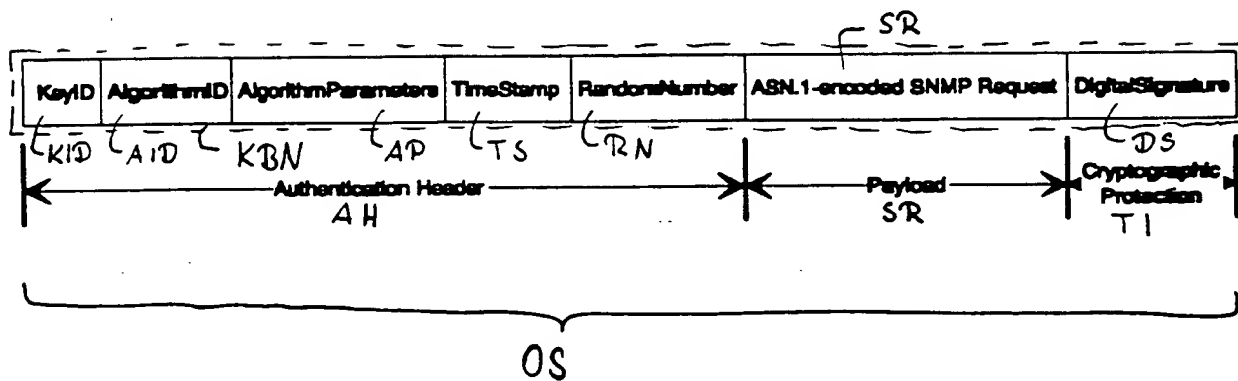 SR
KeyID AlgorithmID AlgorithmParameters TimeStamp RandomNumber ASN.1-encoded SNMP Request DigitalSignature
KID AID KBN AP TS RN DS
Authentication Header Payload Cryptographic
Protection
AH SR TI
OS